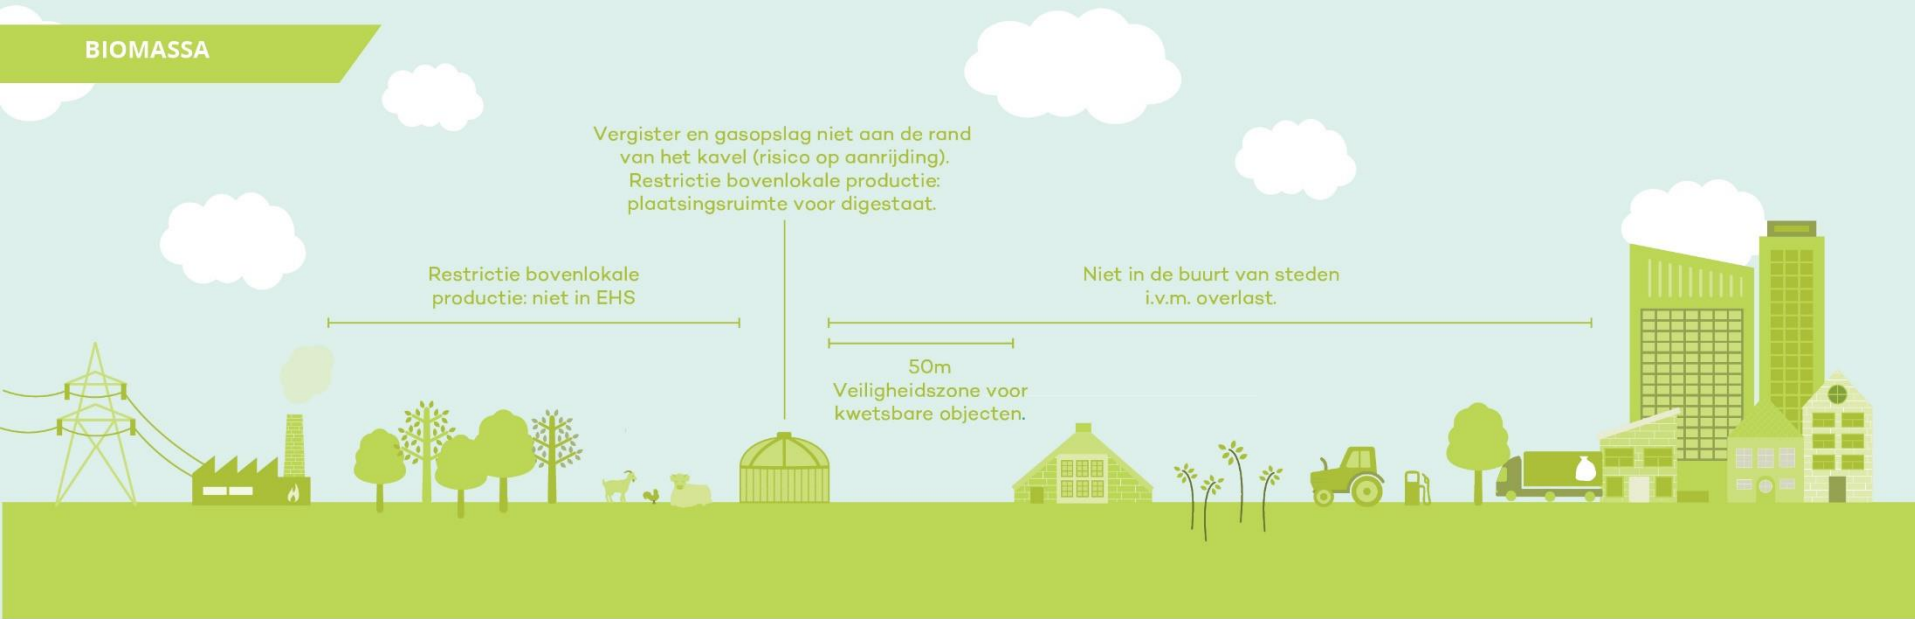 BIOMASSA
Vergister en gasopslag niet aan de rand
van het kavel (risico op aanrijding).
Restrictie bovenlokale productie:
plaatsingsruimte voor digestaat.
Restrictie bovenlokale
productie: niet in EHS
Niet in de buurt van steden
i.v.m. overlast.
50m
Veiligheidszone voor
kwetsbare objecten.